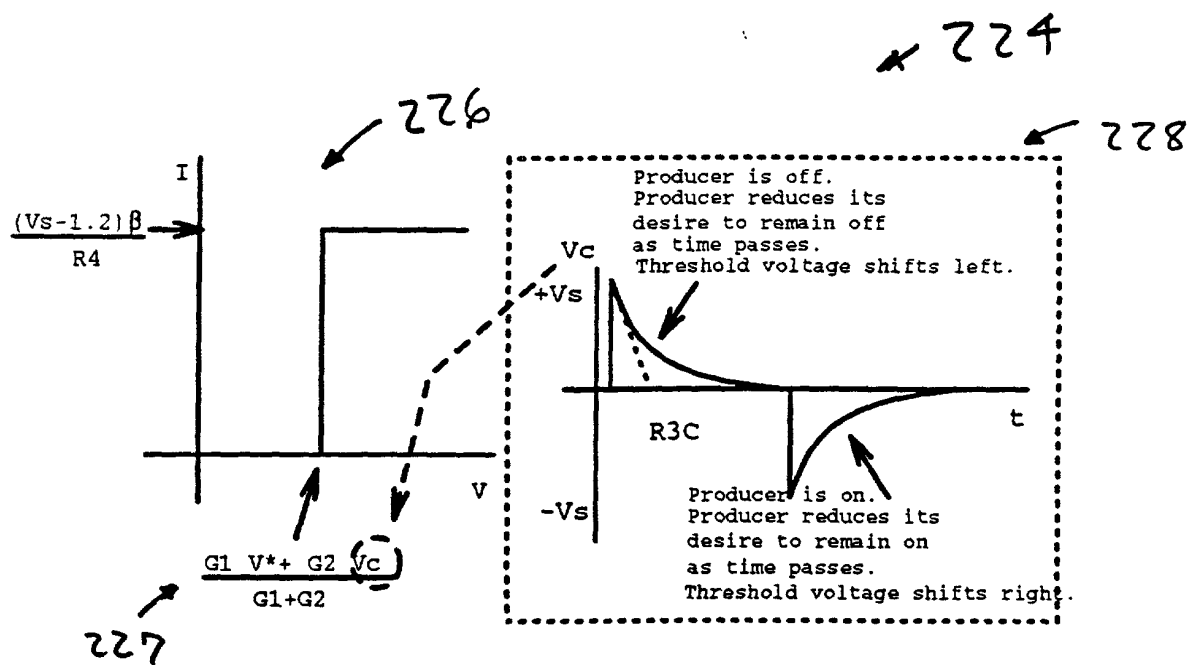 224
226
228
I
(Vs-1.2)β
R4
V
G1 V*+ G2 Vc
G1+G2
227
Producer is off.
Producer reduces its
desire to remain off
as time passes.
Threshold voltage shifts left.
Vc
+Vs
R3C
t
-Vs
Producer is on.
Producer reduces its
desire to remain on
as time passes.
Threshold voltage shifts right.